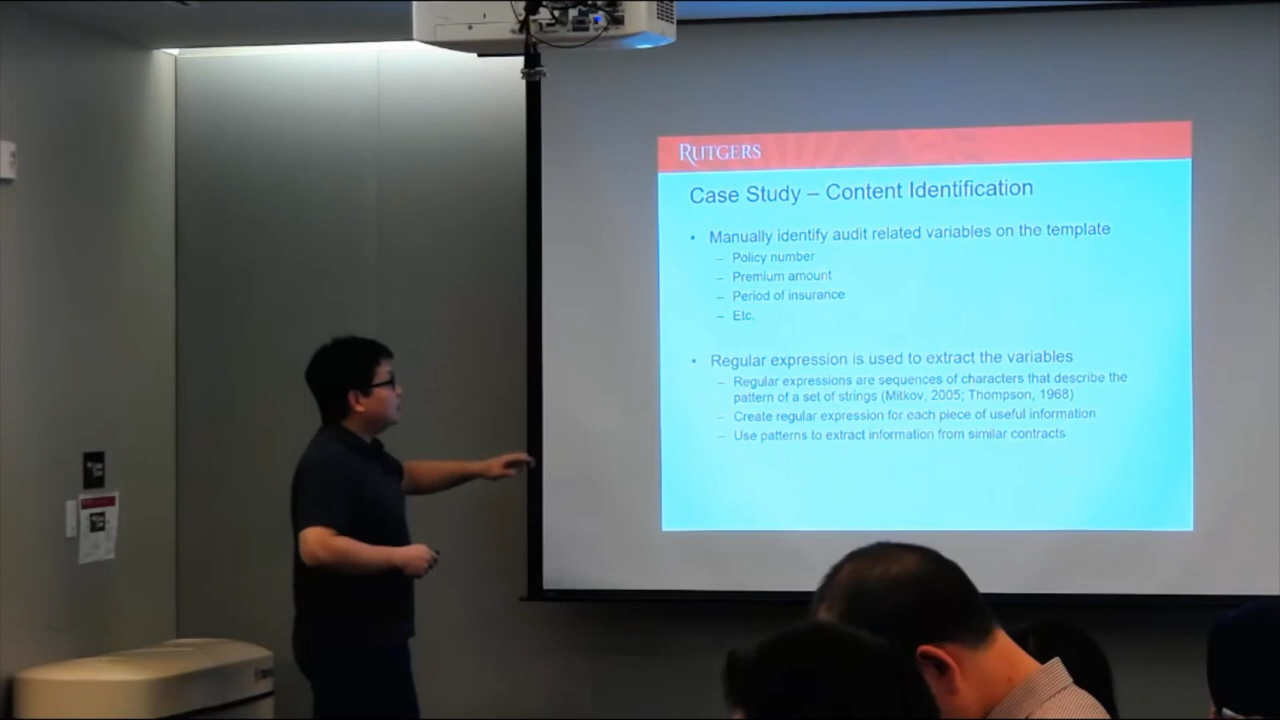 RUTGERS
Case Study – Content Identification
• Manually identify audit related variables on the template
– Policy number
– Premium amount
– Period of insurance
– Etc.
• Regular expression is used to extract the variables
– Regular expressions are sequences of characters that describe the
pattern of a set of strings (Mitkov, 2005; Thompson, 1968)
– Create regular expression for each piece of useful information
– Use patterns to extract information from similar contracts